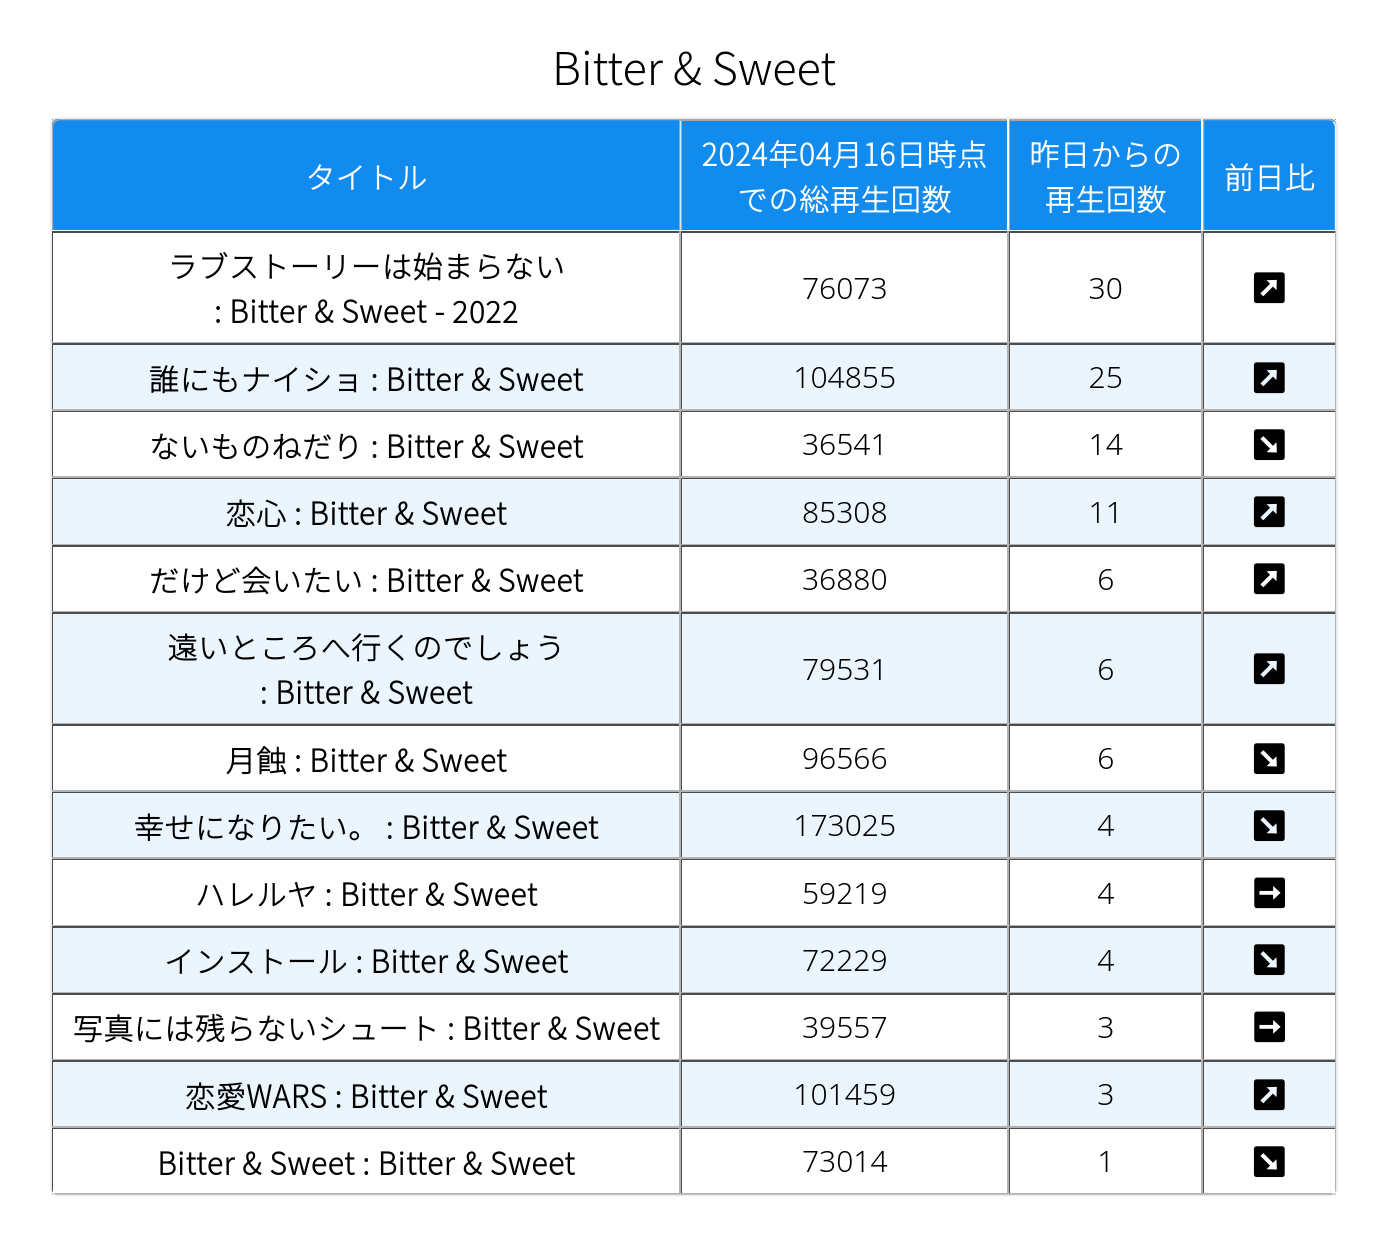 Bitter & Sweet
タイトル
2024年04月16日時点
での総再生回数
昨日からの
再生回数
前日比
ラブストーリーは始まらない
: Bitter & Sweet - 2022
76073
30
誰にもナイショ : Bitter & Sweet
104855
25
ないものねだり : Bitter & Sweet
36541
14
恋心 : Bitter & Sweet
85308
11
だけど会いたい : Bitter & Sweet
36880
6
遠いところへ行くのでしょう
: Bitter & Sweet
79531
6
月蝕 : Bitter & Sweet
96566
6
幸せになりたい。 : Bitter & Sweet
173025
4
ハレルヤ : Bitter & Sweet
59219
4
インストール : Bitter & Sweet
72229
4
写真には残らないシュート : Bitter & Sweet
39557
3
恋愛WARS : Bitter & Sweet
101459
3
Bitter & Sweet : Bitter & Sweet
73014
1